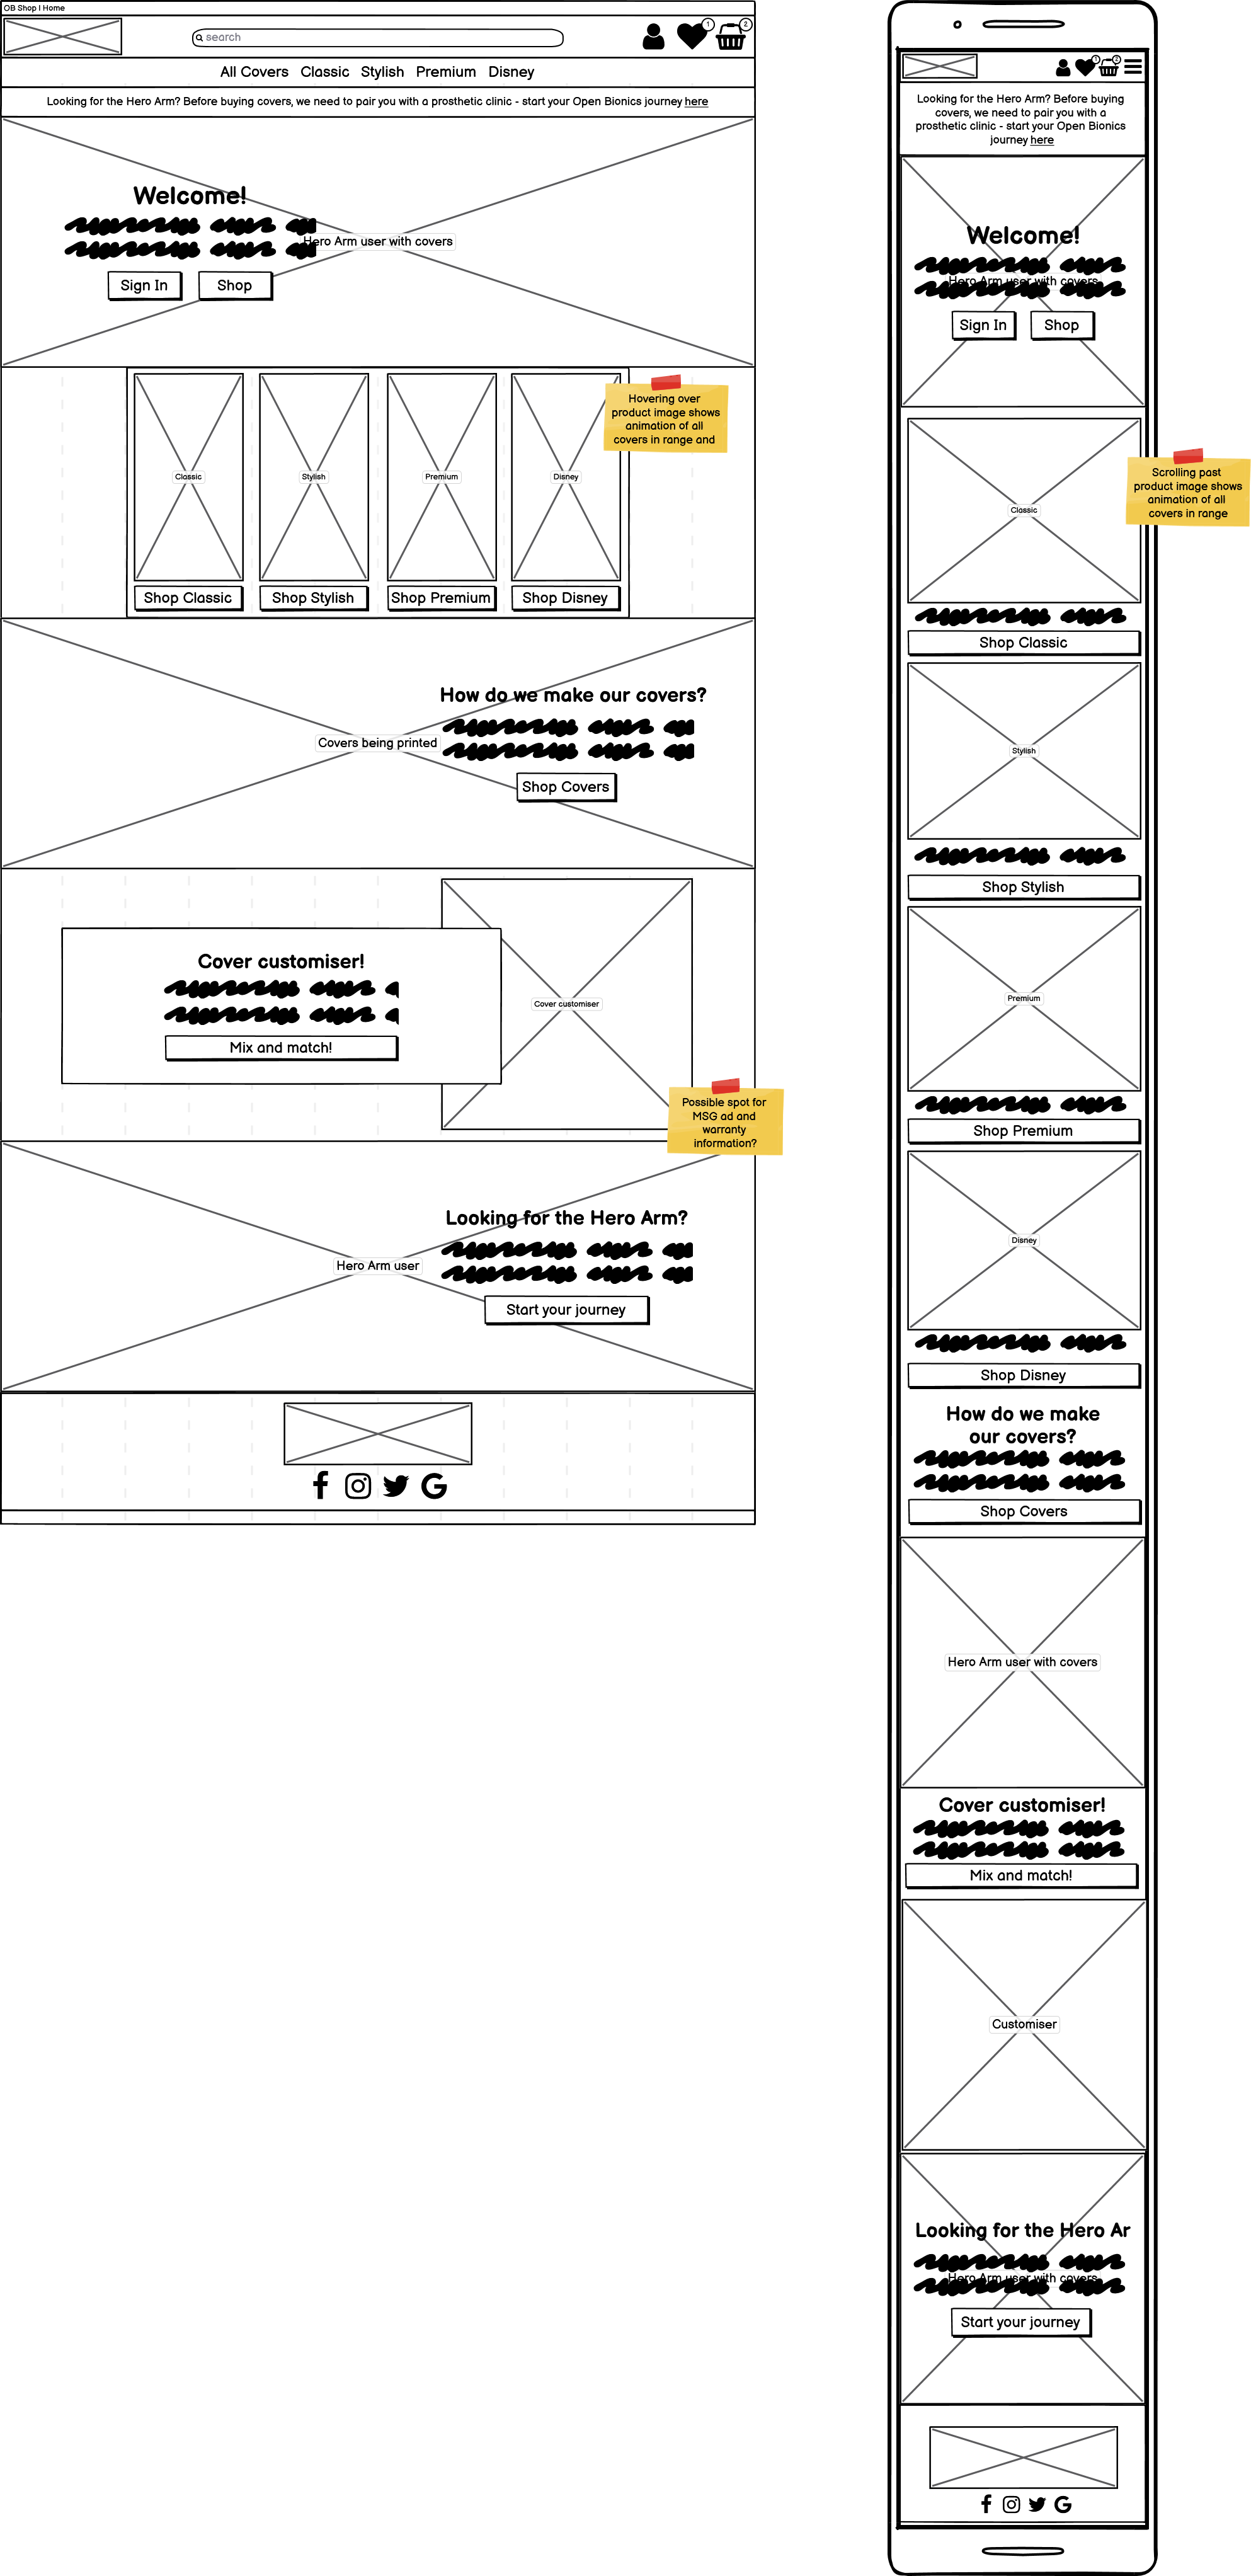 OB Shop | Home
search
1
2
All Covers Classic Stylish Premium Disney
Looking for the Hero Arm? Before buying covers, we need to pair you with a prosthetic clinic - start your Open Bionics journey here
Welcome!
Hero Arm user with covers
Sign In
Shop
Classic
Stylish
Premium
Disney
Hovering over
product image shows
animation of all
covers in range and
Shop Classic
Shop Stylish
Shop Premium
Shop Disney
How do we make our covers?
Covers being printed
Shop Covers
Cover customiser!
Mix and match!
Cover customiser
Possible spot for
MSG ad and
warranty
information?
Looking for the Hero Arm?
Hero Arm user
Start your journey
1
2
Looking for the Hero Arm? Before buying
covers, we need to pair you with a
prosthetic clinic - start your Open Bionics
journey here
Welcome!
Hero Arm user with covers
Sign In
Shop
Classic
Scrolling past
product image shows
animation of all
covers in range
Shop Classic
Stylish
Shop Stylish
Premium
Shop Premium
Disney
Shop Disney
How do we make
our covers?
Shop Covers
Hero Arm user with covers
Cover customiser!
Mix and match!
Customiser
Looking for the Hero Ar
Hero Arm user with covers
Start your journey